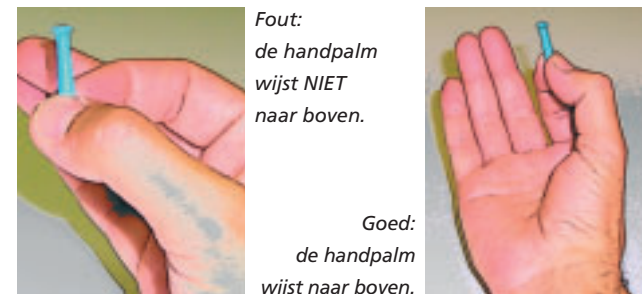 Fout:
de handpalm
wijst NIET
naar boven.
Goed:
de handpalm
wijst naar boven.